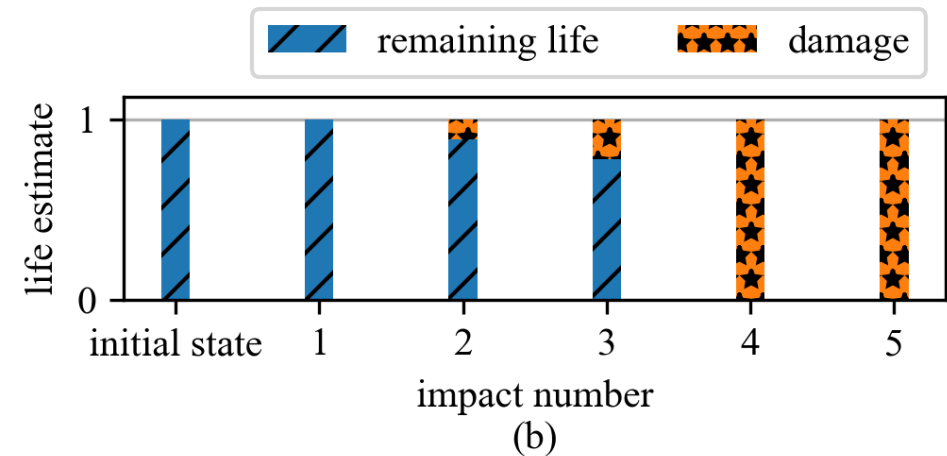 remaining life damage
life estimate
1
0
initial state 1 2 3 4 5
impact number
(b)